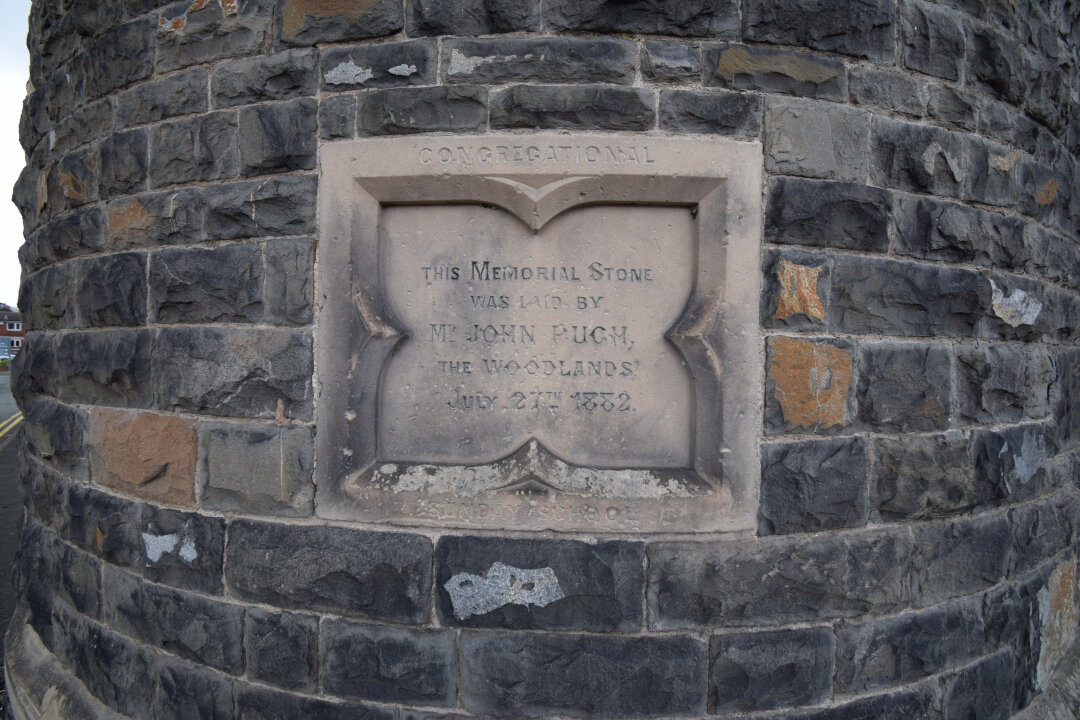 CONGREGATIONAL
THIS MEMORIAL STONE
WAS LAID BY
Mr JOHN PUGH,
'THE WOODLANDS'
JULY 27TH 1882.
SUNDAY SCHOOL